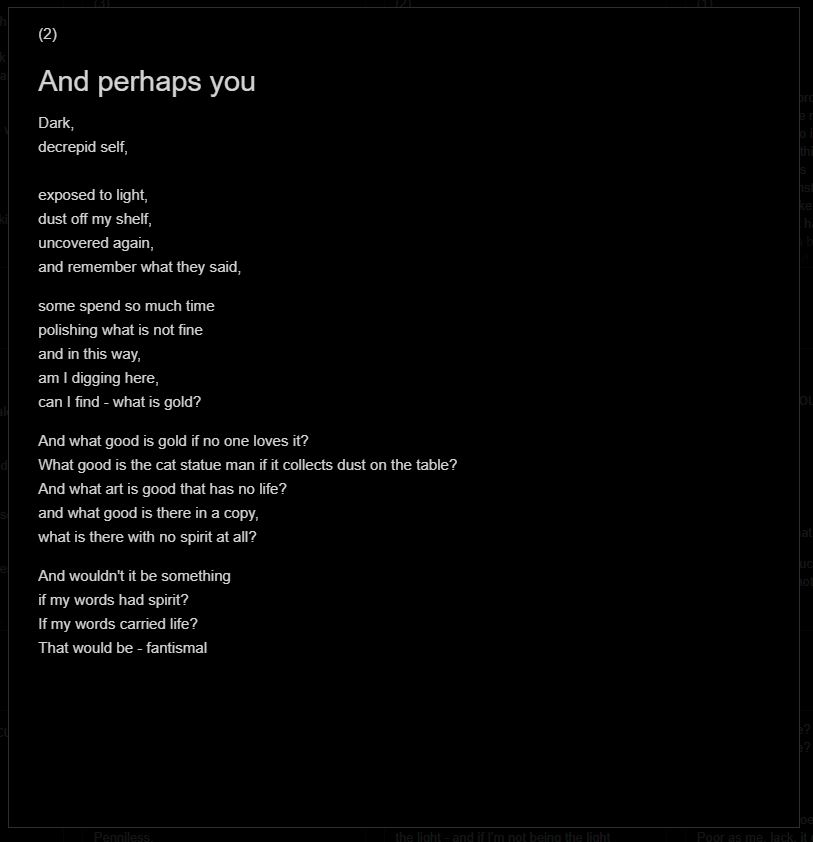 (2)
And perhaps you
Dark,
decrepid self,
exposed to light,
dust off my shelf,
uncovered again,
and remember what they said,
some spend so much time
polishing what is not fine
and in this way,
am I digging here,
can I find - what is gold?
And what good is gold if no one loves it?
What good is the cat statue man if it collects dust on the table?
And what art is good that has no life?
and what good is there in a copy,
what is there with no spirit at all?
And wouldn't it be something
if my words had spirit?
If my words carried life?
That would be - fantismal
Penniless
the light - and if I'm not being the light
Poor as me, lack, it